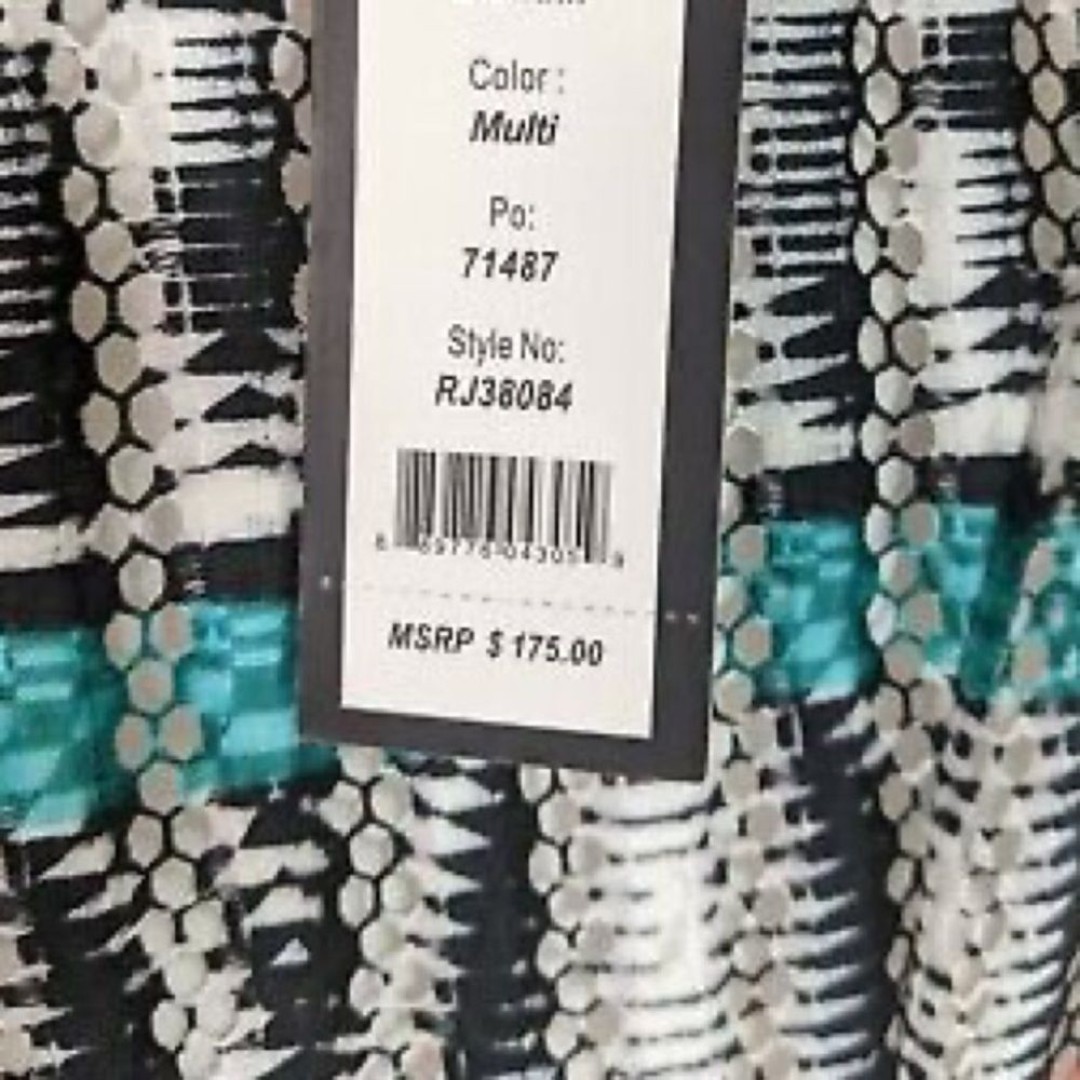 Color :
Multi
Po:
71487
Style No:
RJ38084
MSRP $ 175.00